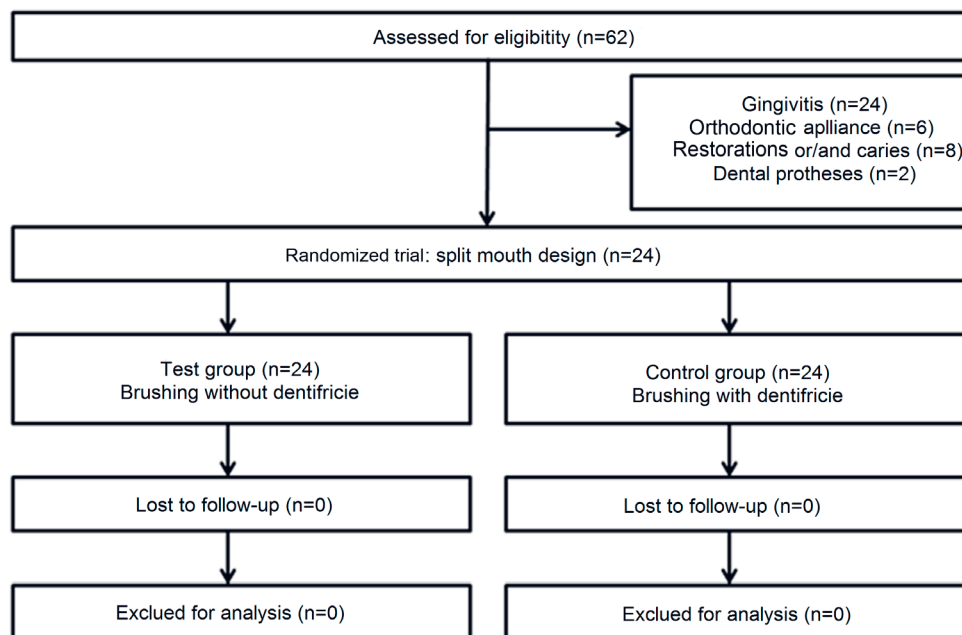 Assessed for eligibitity (n=62)
Gingivitis (n=24)
Orthodontic aplliance (n=6)
Restorations or/and caries (n=8)
Dental protheses (n=2)
Randomized trial: split mouth design (n=24)
Test group (n=24)
Brushing without dentifricie
Control group (n=24)
Brushing with dentifricie
Lost to follow-up (n=0)
Lost to follow-up (n=0)
Exclued for analysis (n=0)
Exclued for analysis (n=0)